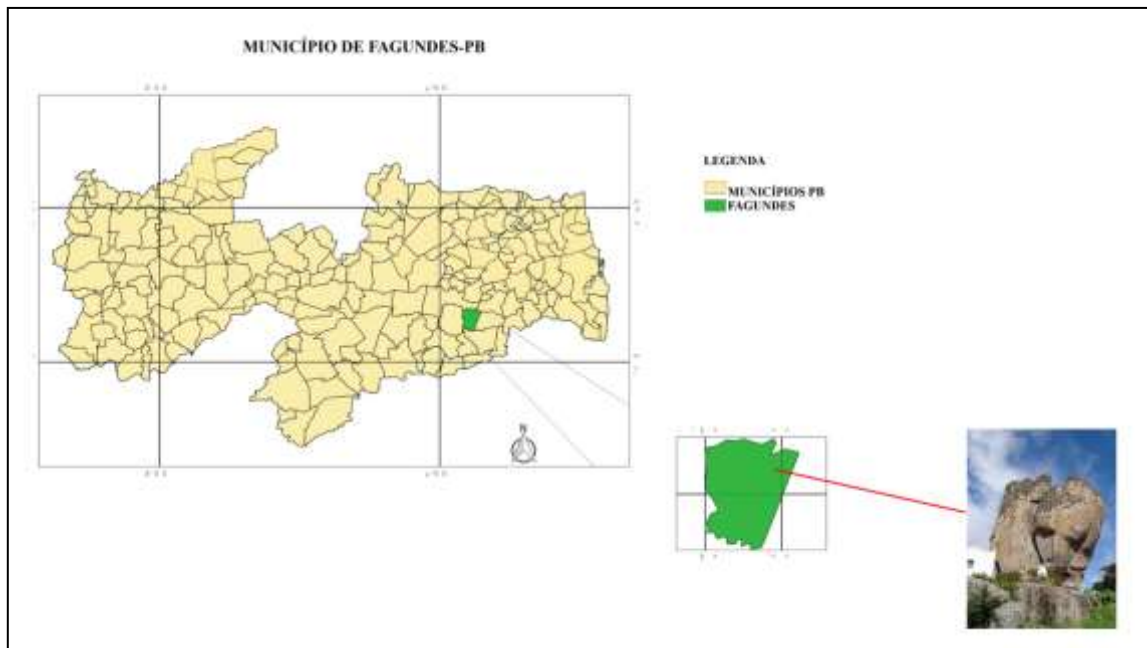 MUNICÍPIO DE FAGUNDES-PB
LEGENDA
MUNICÍPIOS PB
FAGUNDES
N